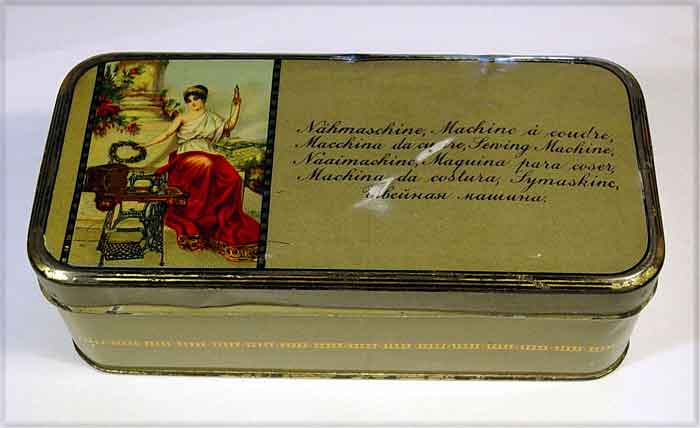 Nähmaschine, Machine à coudre,
Macchina da cucire, Sewing Machine,
Naaimachine, Maquina para coser,
Machina da costura, Symaskine,
Швейная машина.